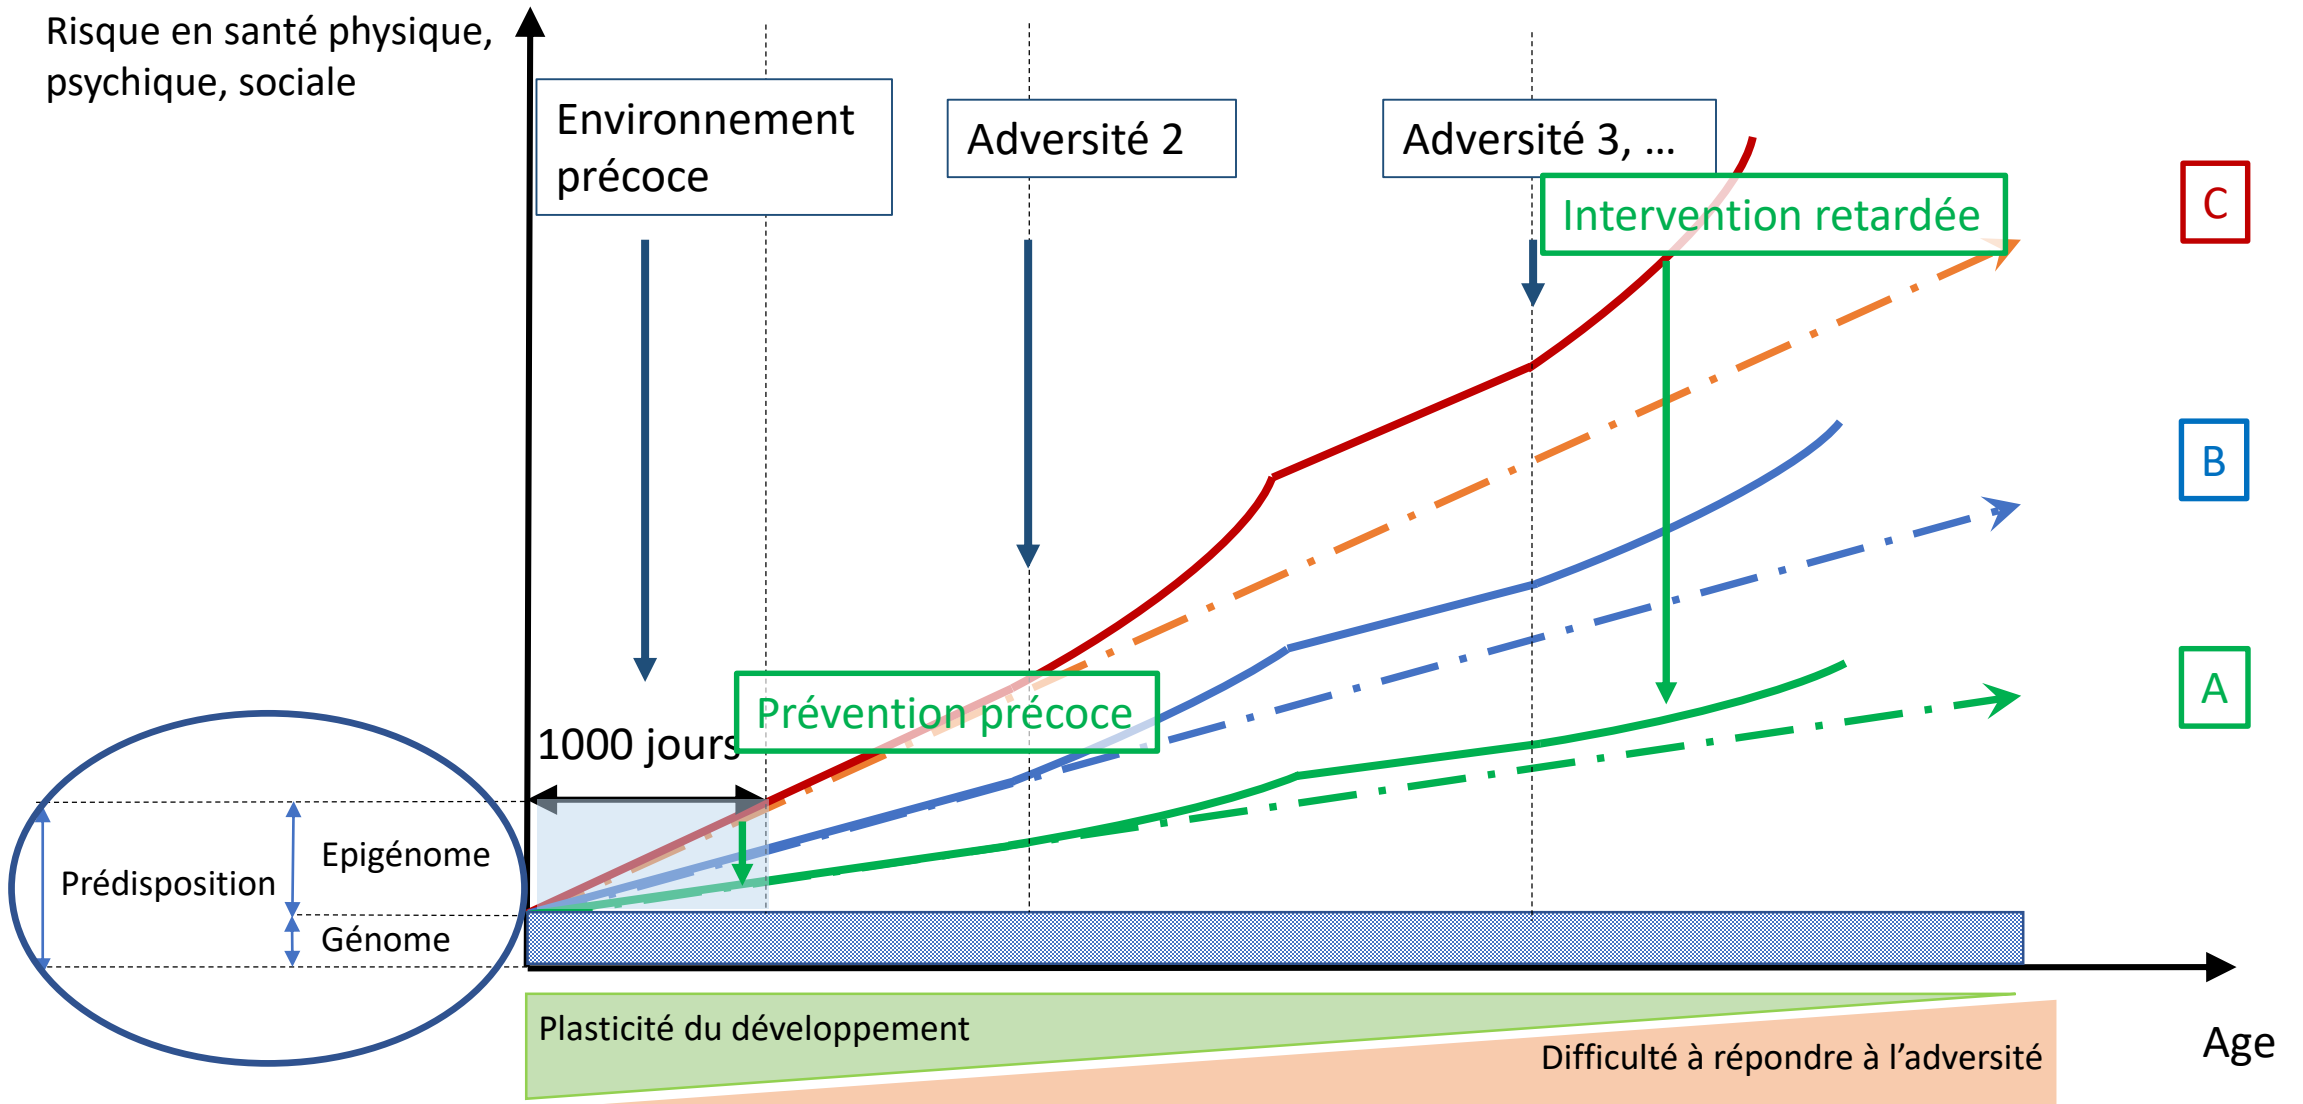 Risque en santé physique,
psychique, sociale
Environnement
précoce
Adversité 2
Adversité 3, ...
Intervention retardée
C
B
A
Prévention précoce
1000 jours
Epigénome
Prédisposition
Génome
Plasticité du développement
Difficulté à répondre à l’adversité
Age